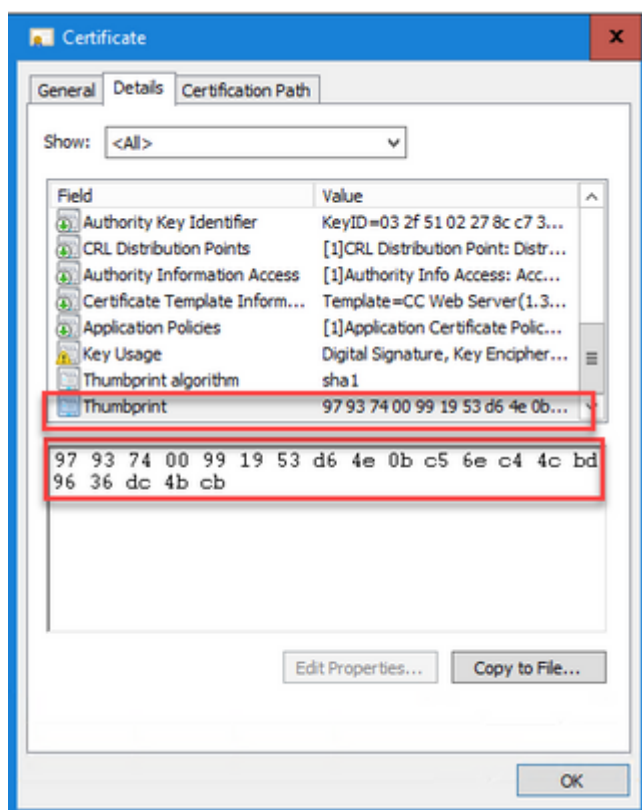 Certificate
General Details Certification Path
Show: <All>
Field Value
Authority Key Identifier KeyID=03 2f 51 02 27 8c c7 3...
CRL Distribution Points [1]CRL Distribution Point: Distr...
Authority Information Access [1]Authority Info Access: Acc...
Certificate Template Inform... Template=CC Web Server(1.3...
Application Policies [1]Application Certificate Polic...
Key Usage Digital Signature, Key Encipher...
Thumbprint algorithm sha1
Thumbprint 97 93 74 00 99 19 53 d6 4e 0b...
97 93 74 00 99 19 53 d6 4e 0b c5 6e c4 4c bd
96 36 dc 4b cb
Edit Properties... Copy to File...
OK